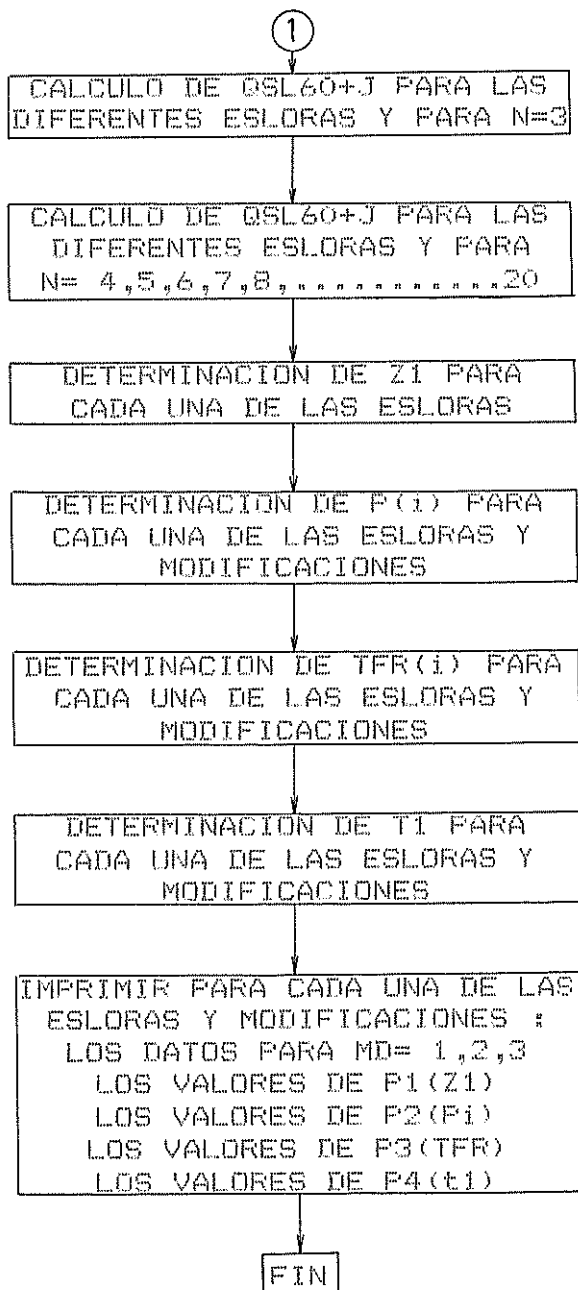 1
CALCULO DE QSL60+J PARA LAS
DIFERENTES ESLORAS Y PARA N=3
CALCULO DE QSL60+J PARA LAS
DIFERENTES ESLORAS Y PARA
N= 4,5,6,7,8,............20
DETERMINACION DE Z1 PARA
CADA UNA DE LAS ESLORAS
DETERMINACION DE P(i) PARA
CADA UNA DE LAS ESLORAS Y
MODIFICACIONES
DETERMINACION DE TFR(i) PARA
CADA UNA DE LAS ESLORAS Y
MODIFICACIONES
DETERMINACION DE T1 PARA
CADA UNA DE LAS ESLORAS Y
MODIFICACIONES
IMPRIMIR PARA CADA UNA DE LAS
ESLORAS Y MODIFICACIONES :
LOS DATOS PARA MD= 1,2,3
LOS VALORES DE P1(Z1)
LOS VALORES DE P2(Pi)
LOS VALORES DE P3(TFR)
LOS VALORES DE P4(t1)
FIN